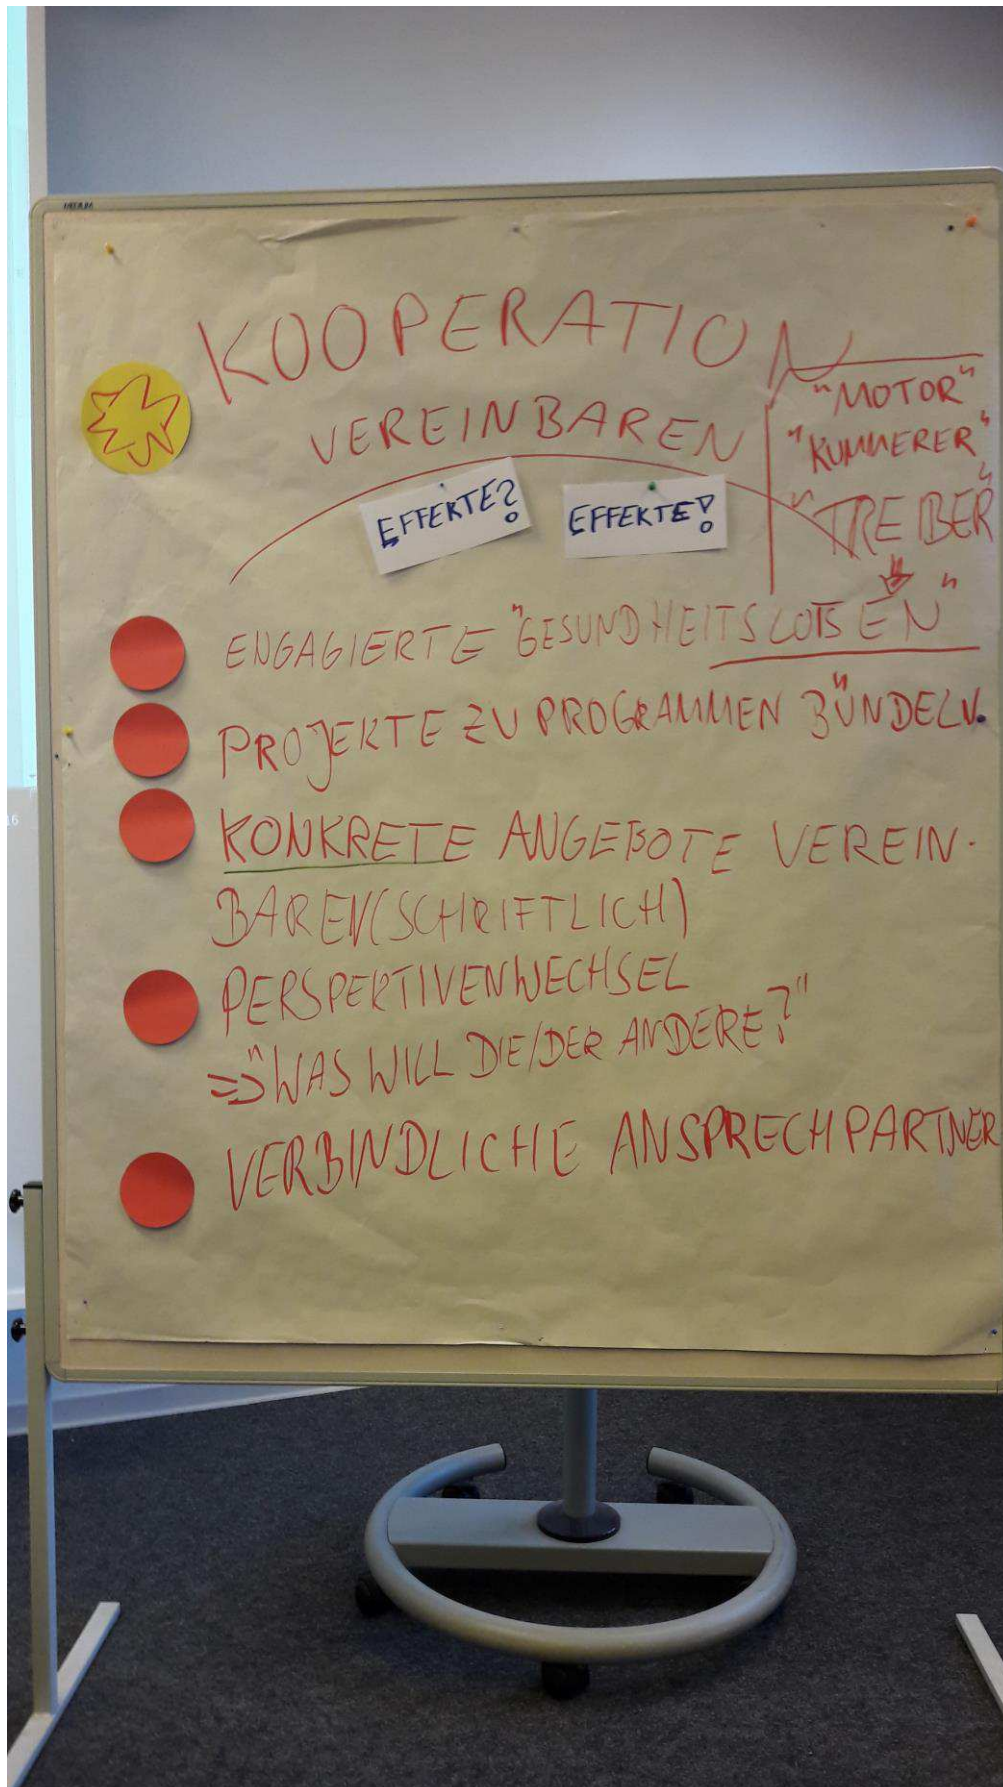 KOOPERATION
VEREINBAREN
EFFEKTE?
EFFEKTE!
"MOTOR"
"KÜMMERER"
"TREIBER"
ENGAGIERTE "GESUNDHEITSLOTSEN"
PROJEKTE ZU PROGRAMMEN BÜNDELN.
KONKRETE ANGEBOTE VEREIN-
BAREN (SCHRIFTLICH)
PERSPEKTIVENWECHSEL
=> "WAS WILL DIE/DER ANDERE?"
VERBINDLICHE ANSPRECHPARTNER
16